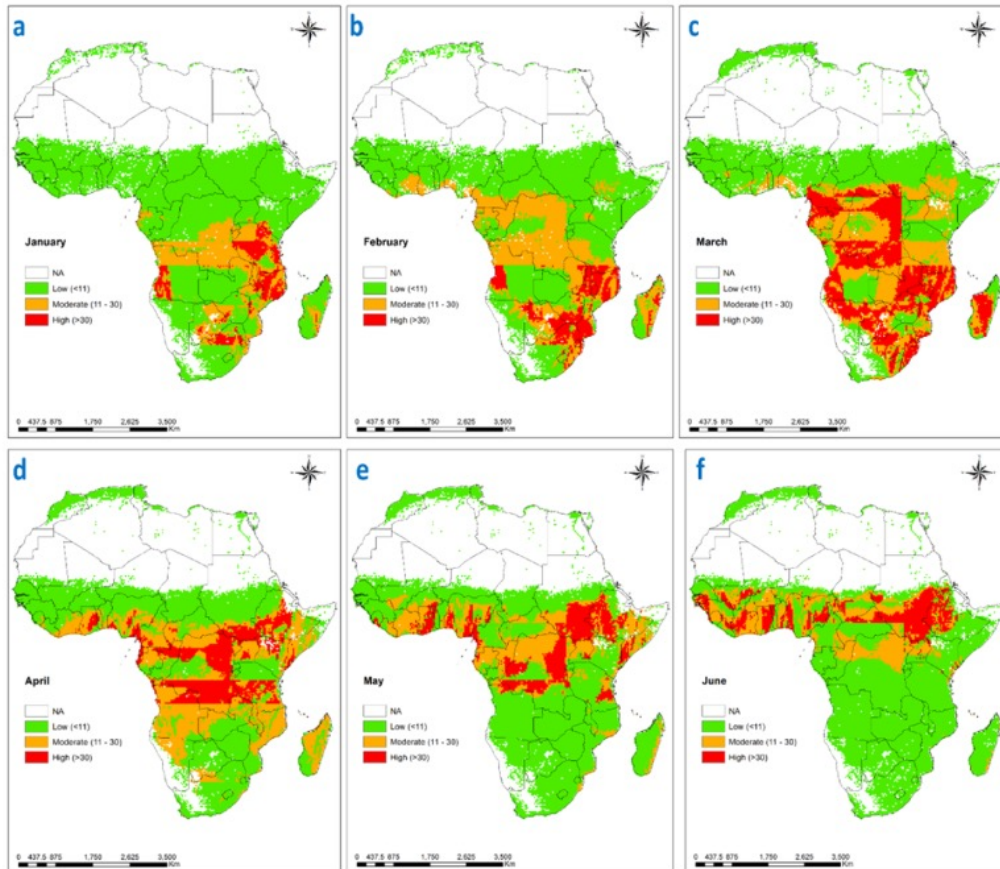 a
January
NA
Low (<11)
Moderate (11 - 30)
High (>30)
0 437.5 875 1,750 2,625 3,500
Km
b
February
NA
Low (<11)
Moderate (11 - 30)
High (>30)
0 437.5 875 1,750 2,625 3,500
Km
c
March
NA
Low (<11)
Moderate (11 - 30)
High (>30)
0 437.5 875 1,750 2,625 3,500
Km
d
April
NA
Low (<11)
Moderate (11 - 30)
High (>30)
0 437.5 875 1,750 2,625 3,500
Km
e
May
NA
Low (<11)
Moderate (11 - 30)
High (>30)
0 437.5 875 1,750 2,625 3,500
Km
f
June
NA
Low (<11)
Moderate (11 - 30)
High (>30)
0 437.5 875 1,750 2,625 3,500
Km